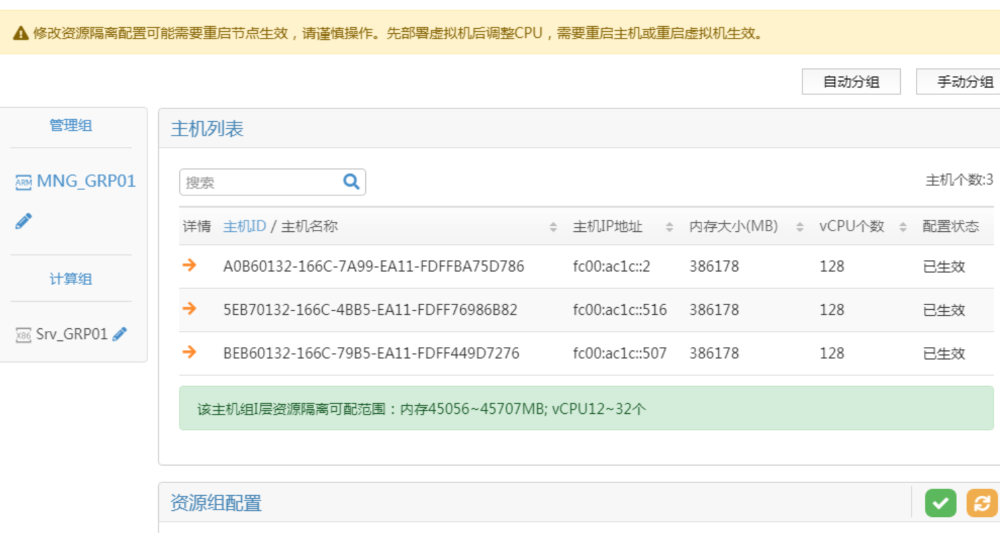 修改资源隔离配置可能需要重启节点生效，请谨慎操作。先部署虚拟机后调整CPU，需要重启主机或重启虚拟机生效。
自动分组 手动分组
管理组
ARM MNG_GRP01
计算组
X86 Srv_GRP01
主机列表
搜索
主机个数:3
详情 主机ID / 主机名称 主机IP地址 内存大小(MB) vCPU个数 配置状态
A0B60132-166C-7A99-EA11-FDFFBA75D786 fc00:ac1c::2 386178 128 已生效
5EB70132-166C-4BB5-EA11-FDFF76986B82 fc00:ac1c::516 386178 128 已生效
BEB60132-166C-79B5-EA11-FDFF449D7276 fc00:ac1c::507 386178 128 已生效
该主机组I层资源隔离可配范围：内存45056~45707MB; vCPU12~32个
资源组配置